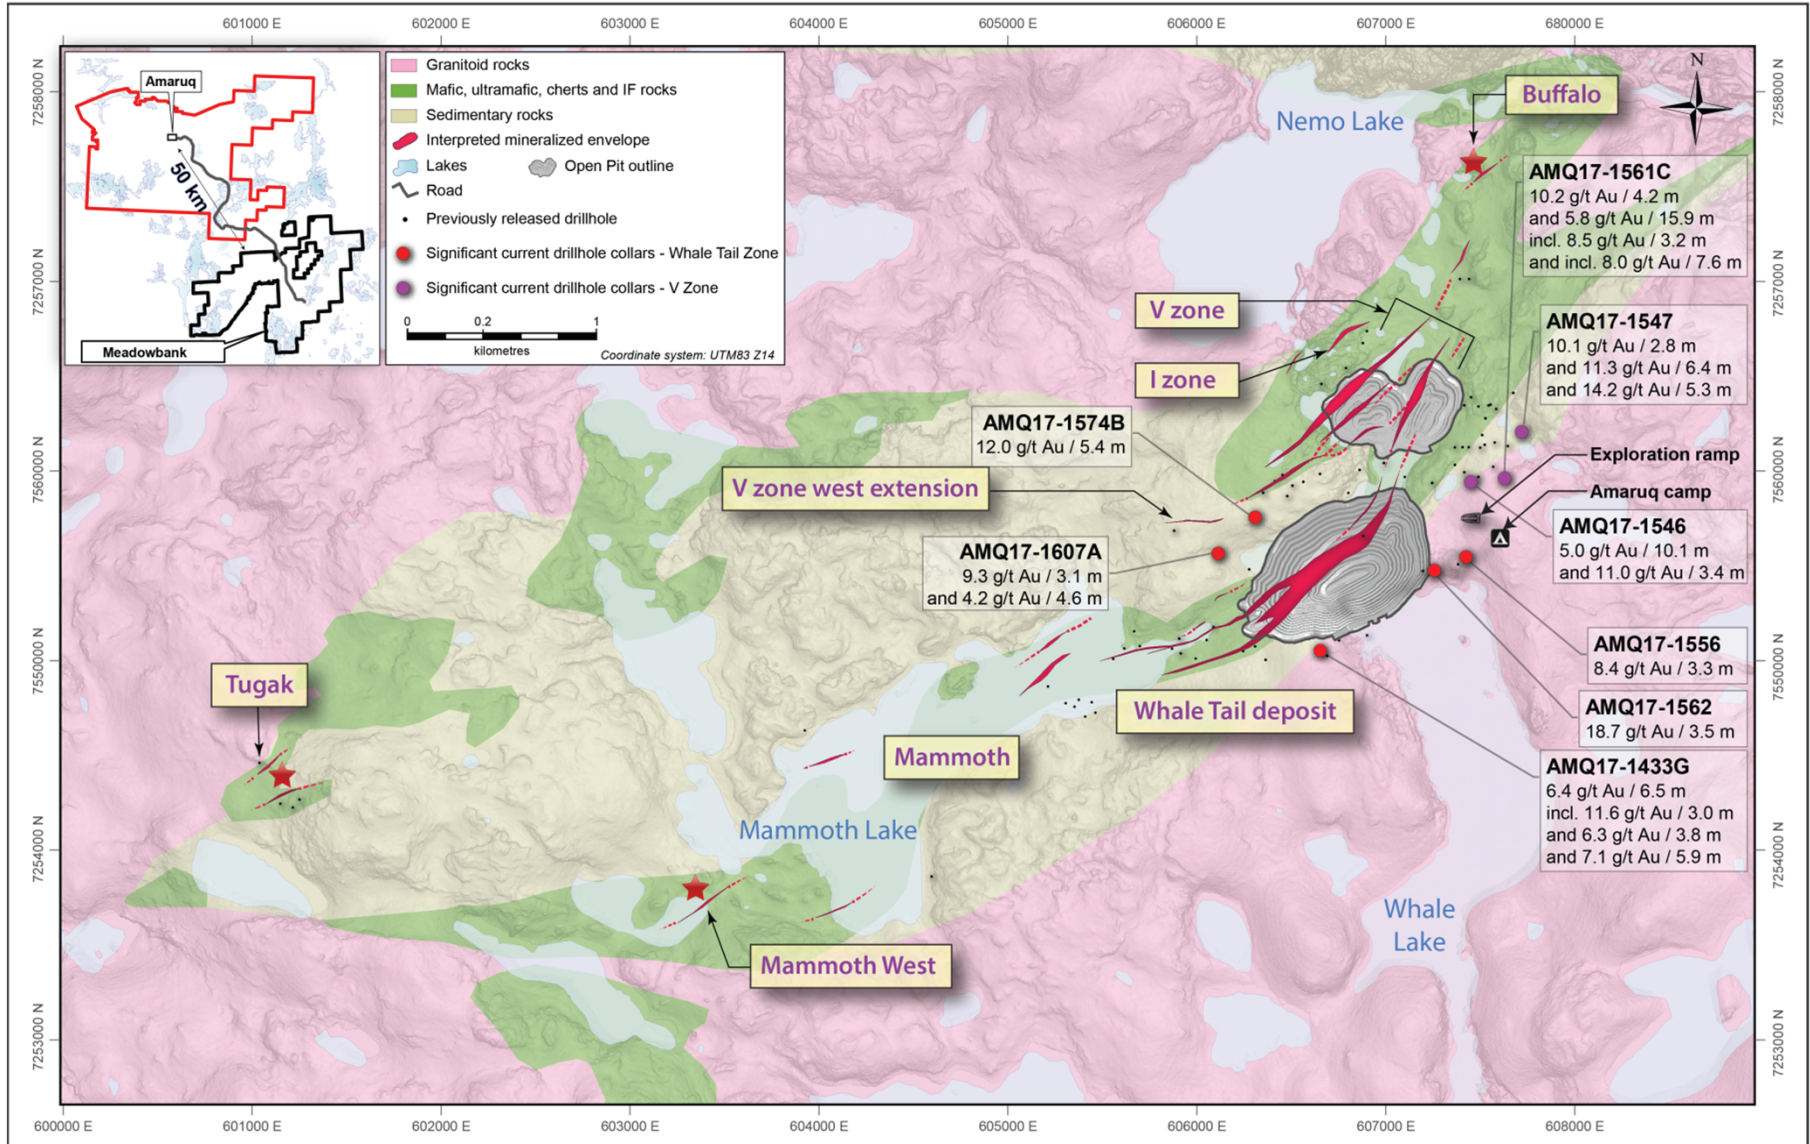 601000 E
602000 E
603000 E
604000 E
605000 E
606000 E
607000 E
680000 E
7258000 N
7257000 N
7560000 N
7550000 N
7254000 N
7253000 N
Amaruq
50 km
Meadowbank
Granitoid rocks
Mafic, ultramafic, cherts and IF rocks
Sedimentary rocks
Interpreted mineralized envelope
Lakes
Open Pit outline
Road
Previously released drillhole
Significant current drillhole collars - Whale Tail Zone
Significant current drillhole collars - V Zone
0
0.2
1
kilometres
Coordinate system: UTM83 Z14
N
Nemo Lake
Buffalo
AMQ17-1561C
10.2 g/t Au / 4.2 m
and 5.8 g/t Au / 15.9 m
incl. 8.5 g/t Au / 3.2 m
and incl. 8.0 g/t Au / 7.6 m
V zone
I zone
AMQ17-1547
10.1 g/t Au / 2.8 m
and 11.3 g/t Au / 6.4 m
and 14.2 g/t Au / 5.3 m
AMQ17-1574B
12.0 g/t Au / 5.4 m
V zone west extension
Exploration ramp
Amaruq camp
AMQ17-1546
5.0 g/t Au / 10.1 m
and 11.0 g/t Au / 3.4 m
AMQ17-1607A
9.3 g/t Au / 3.1 m
and 4.2 g/t Au / 4.6 m
AMQ17-1556
8.4 g/t Au / 3.3 m
Tugak
Whale Tail deposit
AMQ17-1562
18.7 g/t Au / 3.5 m
Mammoth
AMQ17-1433G
6.4 g/t Au / 6.5 m
incl. 11.6 g/t Au / 3.0 m
and 6.3 g/t Au / 3.8 m
and 7.1 g/t Au / 5.9 m
Mammoth Lake
Whale
Lake
Mammoth West
7258000 N
7257000 N
7560000 N
7550000 N
7254000 N
7253000 N
600000 E
601000 E
602000 E
603000 E
604000 E
605000 E
606000 E
607000 E
608000 E